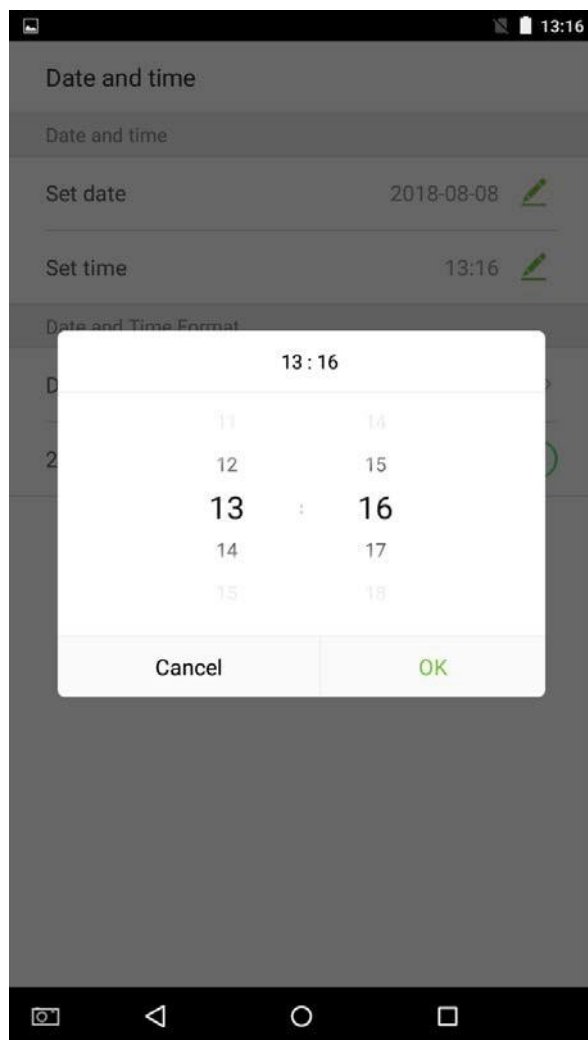 13:16
Date and time
Date and time
Set date 2018-08-08
Set time 13:16
Date and Time Format
13 : 16
D
11 14
2
12 15
13 : 16
14 17
15 18
Cancel OK